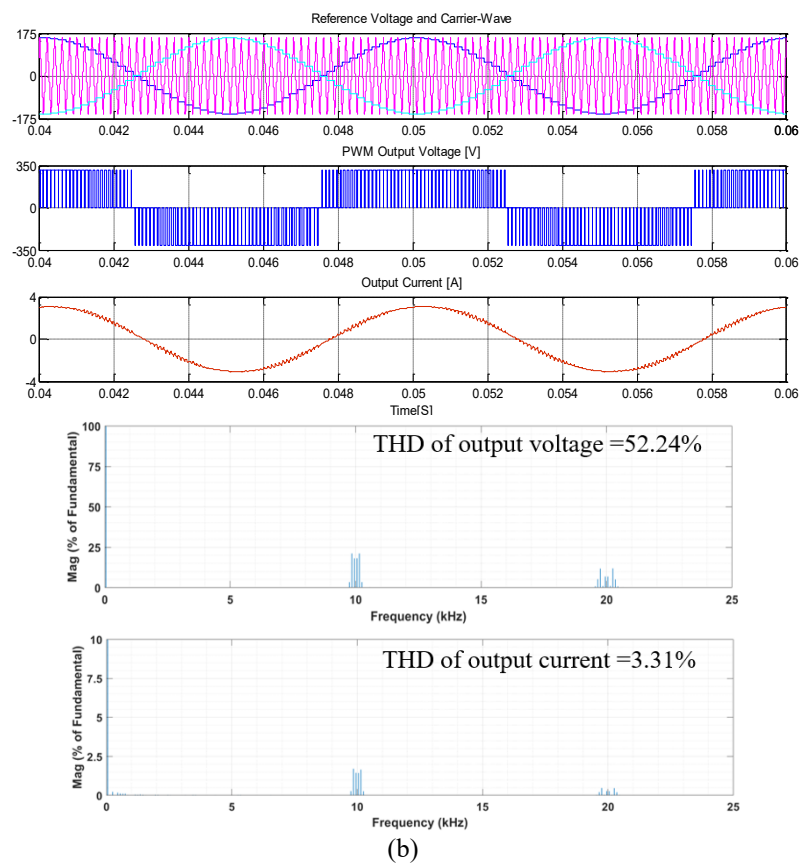 Reference Voltage and Carrier-Wave
175
0
-175
0.04 0.042 0.044 0.046 0.048 0.05 0.052 0.054 0.056 0.058 0.06
PWM Output Voltage [V]
350
0
-350
0.04 0.042 0.044 0.046 0.048 0.05 0.052 0.054 0.056 0.058 0.06
Output Current [A]
4
0
-4
0.04 0.042 0.044 0.046 0.048 0.05 0.052 0.054 0.056 0.058 0.06
Time[S]
THD of output voltage =52.24%
Mag (% of Fundamental)
100
75
50
25
0
0 5 10 15 20 25
Frequency (kHz)
THD of output current =3.31%
Mag (% of Fundamental)
10
7.5
5
2.5
0
0 5 10 15 20 25
Frequency (kHz)
(b)